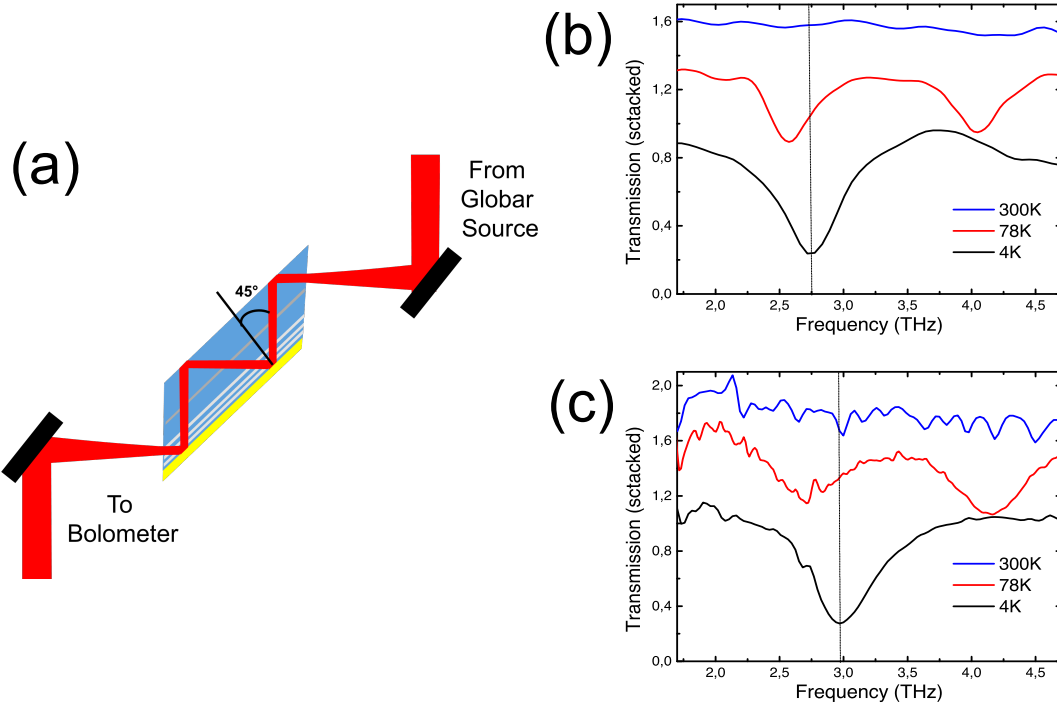 (a)
From
Globar
Source
45°
To
Bolometer
(b)
Transmission (sctacked)
1,6
1,2
0,8
0,4
0,0
300K
78K
4K
2,0 2,5 3,0 3,5 4,0 4,5
Frequency (THz)
(c)
Transmission (sctacked)
2,0
1,6
1,2
0,8
0,4
0,0
300K
78K
4K
2,0 2,5 3,0 3,5 4,0 4,5
Frequency (THz)